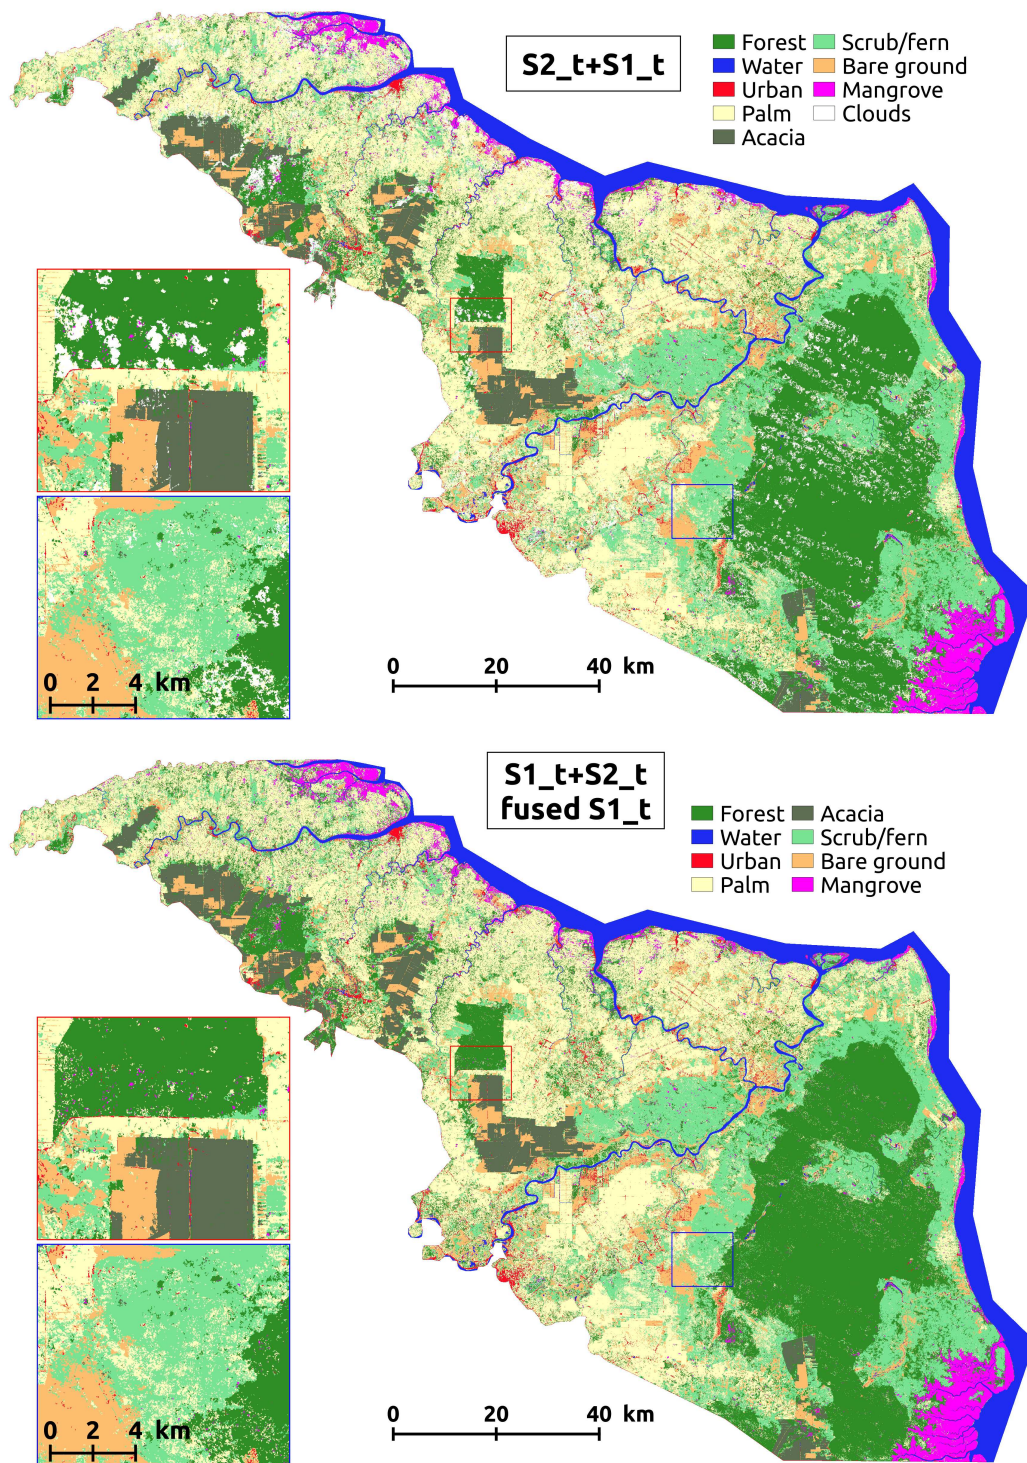 S2_t+S1_t
Forest
Water
Urban
Palm
Acacia
Scrub/fern
Bare ground
Mangrove
Clouds
0 2 4 km
0 20 40 km
S1_t+S2_t
fused S1_t
Forest
Water
Urban
Palm
Acacia
Scrub/fern
Bare ground
Mangrove
0 2 4 km
0 20 40 km